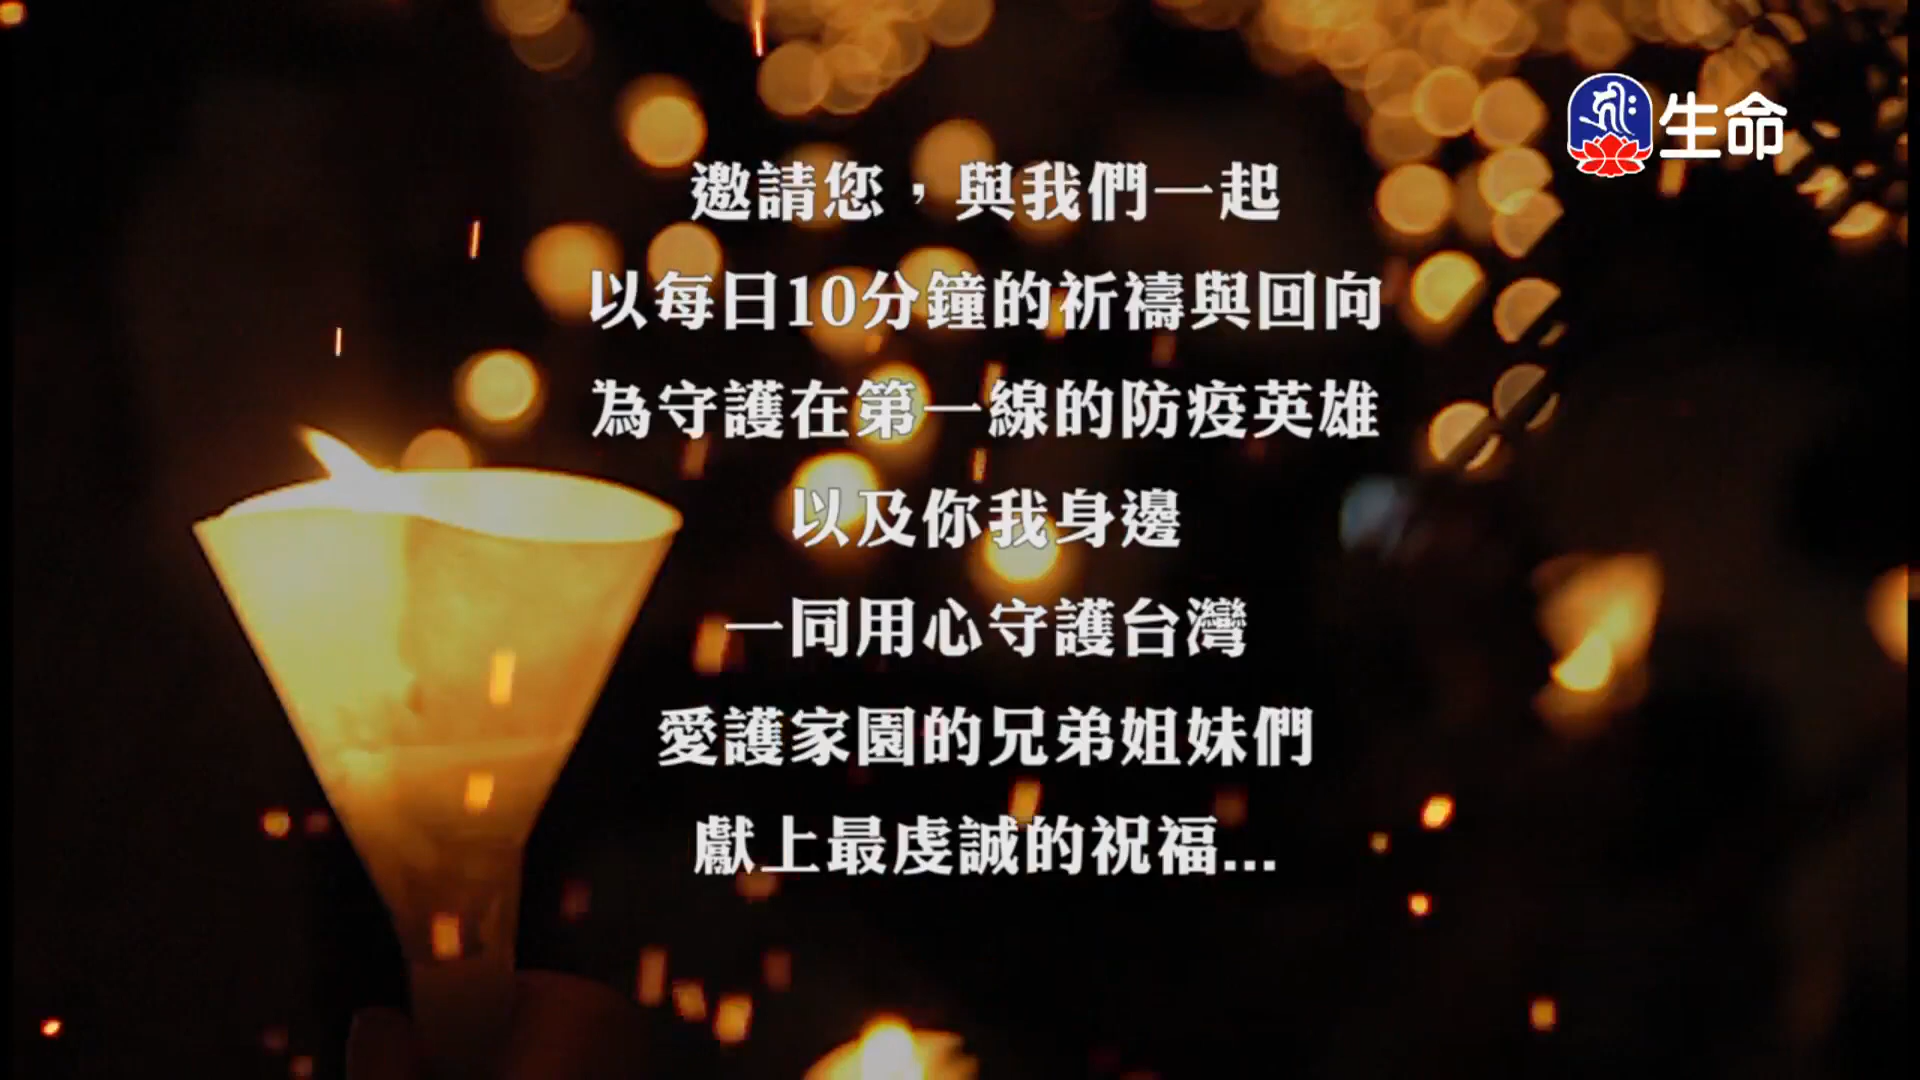 生命
邀請您，與我們一起
以每日10分鐘的祈禱與回向
為守護在第一線的防疫英雄
以及你我身邊
一同用心守護台灣
愛護家園的兄弟姐妹們
獻上最虔誠的祝福...